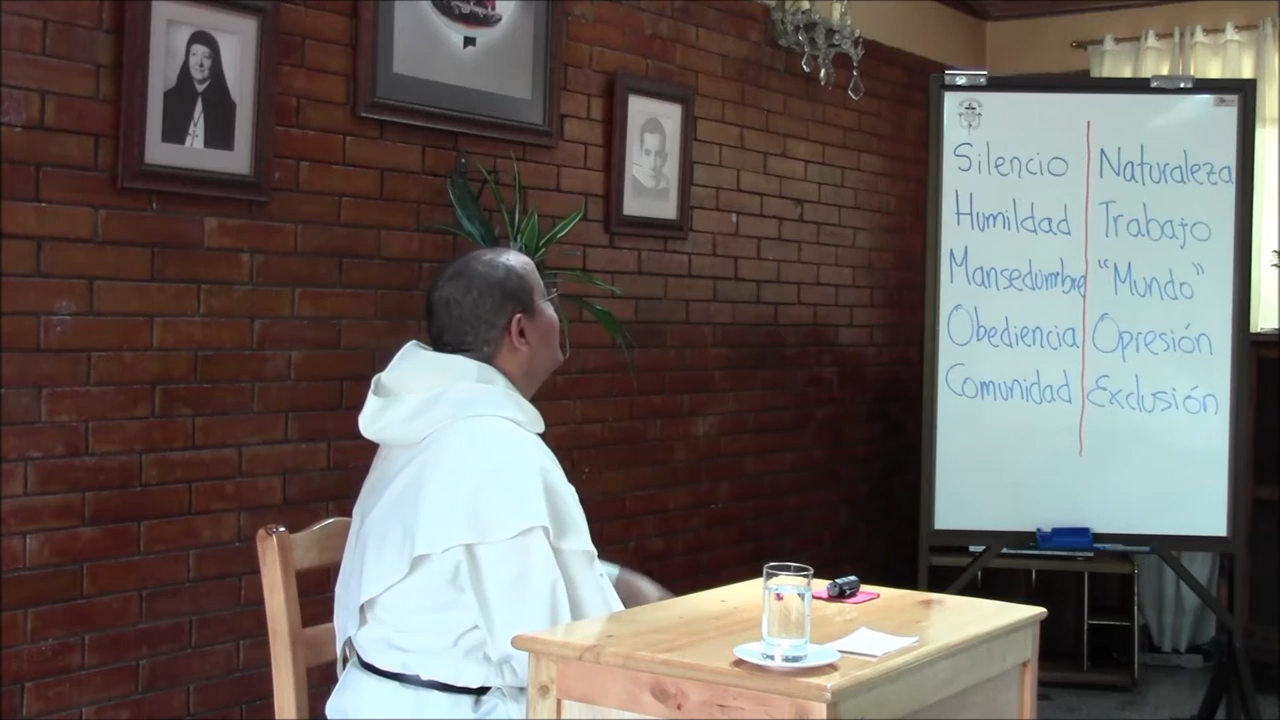 Silencio Naturaleza
Humildad Trabajo
Mansedumbre "Mundo"
Obediencia Opresión
Comunidad Exclusión